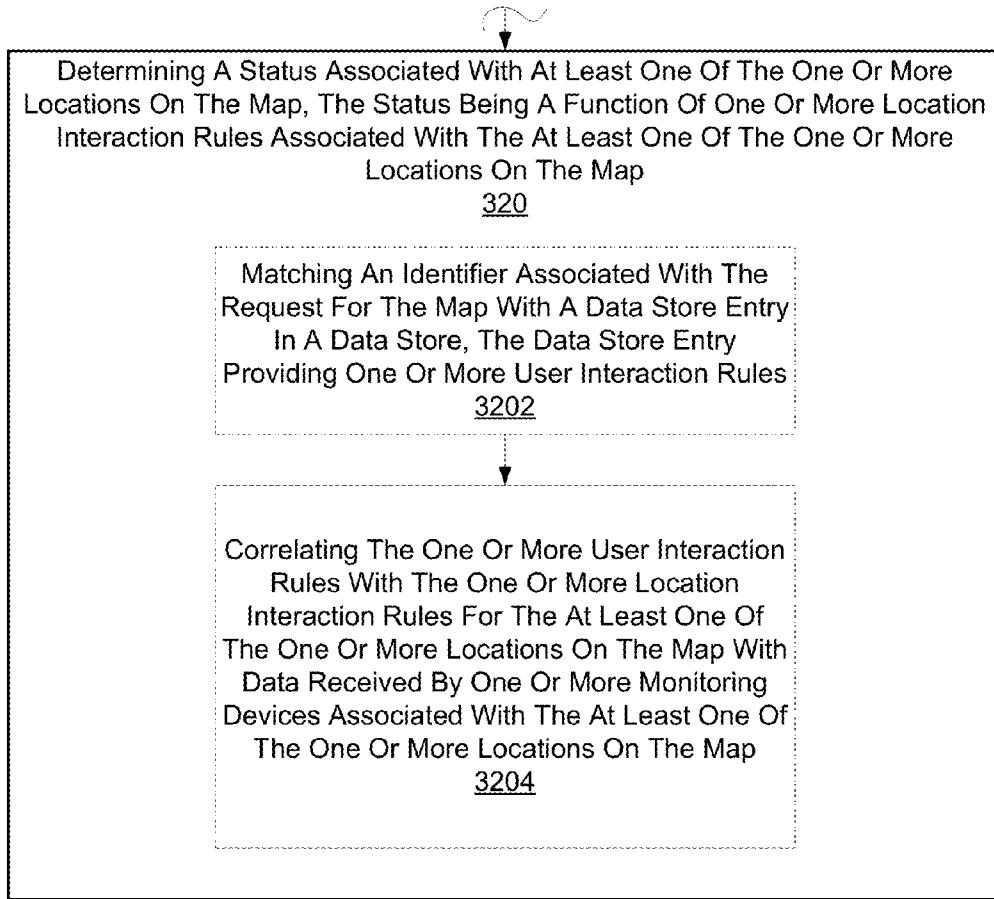 Determining A Status Associated With At Least One Of The One Or More
Locations On The Map, The Status Being A Function Of One Or More Location
Interaction Rules Associated With The At Least One Of The One Or More
Locations On The Map
320
Matching An Identifier Associated With The
Request For The Map With A Data Store Entry
In A Data Store, The Data Store Entry
Providing One Or More User Interaction Rules
3202
Correlating The One Or More User Interaction
Rules With The One Or More Location
Interaction Rules For The At Least One Of
The One Or More Locations On The Map With
Data Received By One Or More Monitoring
Devices Associated With The At Least One Of
The One Or More Locations On The Map
3204